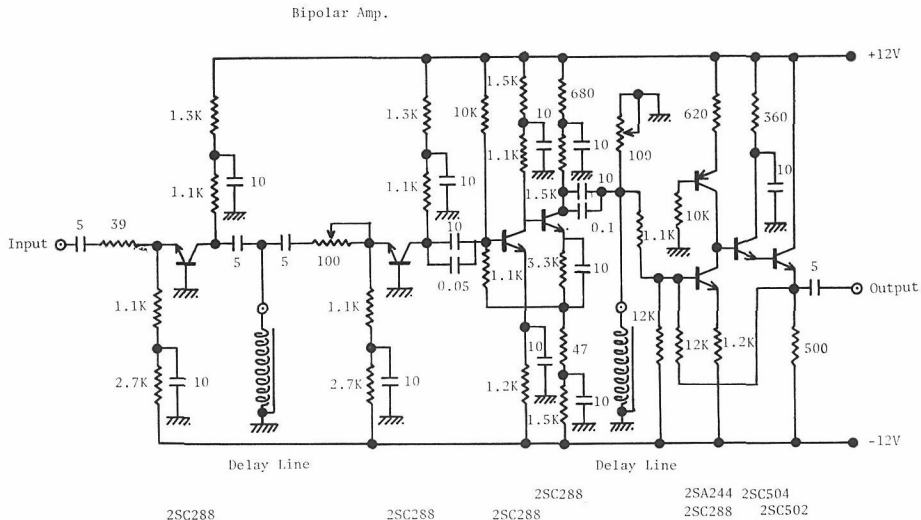 Bipolar Amp.
+12V
1.5K 680
1.3K 1.3K 10K 10 620 360
10 109
1.1K
10 10 10
1.1K 1.1K 1.5K 10K 10
5 39 10 0.1 1.1K
Input
5 5 100 0.05 1.1K 3.3K 10 5
Output
1.1K 1.1K 12K
10 47 12K 1.2K 500
2.7K 10 2.7K 10 1.2K 10
1.5K
-12V
Delay Line Delay Line
2SC288 2SA244 2SC504
2SC288 2SC288 2SC288 2SC288 2SC502